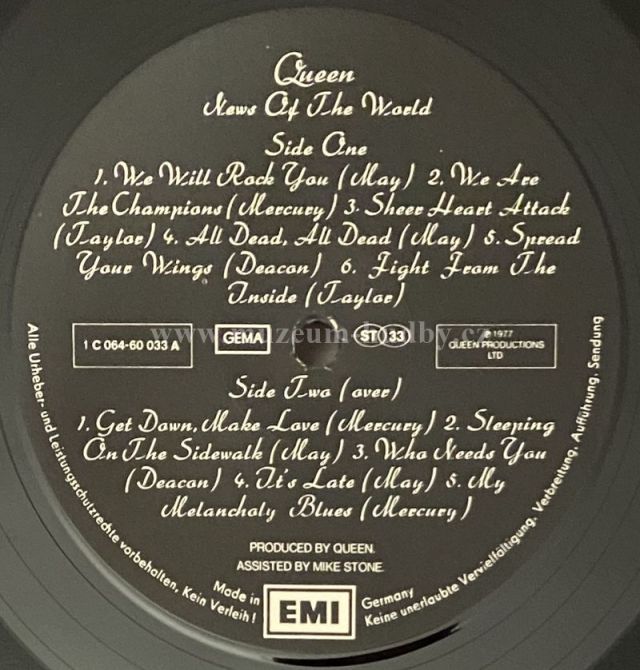 Queen
News Of The World
Side One
1. We Will Rock You (May) 2. We Are
The Champions (Mercury) 3. Sheer Heart Attack
(Taylor) 4. All Dead, All Dead (May) 5. Spread
Your Wings (Deacon) 6. Fight From The
Inside (Taylor)
1 C 064-60 033 A
GEMA
ST 33
℗ 1977
QUEEN PRODUCTIONS
LTD
Side Two (over)
1. Get Down, Make Love (Mercury) 2. Sleeping
On The Sidewalk (May) 3. Who Needs You
(Deacon) 4. It's Late (May) 5. My
Melancholy Blues (Mercury)
PRODUCED BY QUEEN.
ASSISTED BY MIKE STONE.
Alle Urheber- und Leistungsschutzrechte vorbehalten, Kein Verleih!
Keine unerlaubte Vervielfältigung, Verbreitung, Aufführung, Sendung
Made in
Germany
EMI